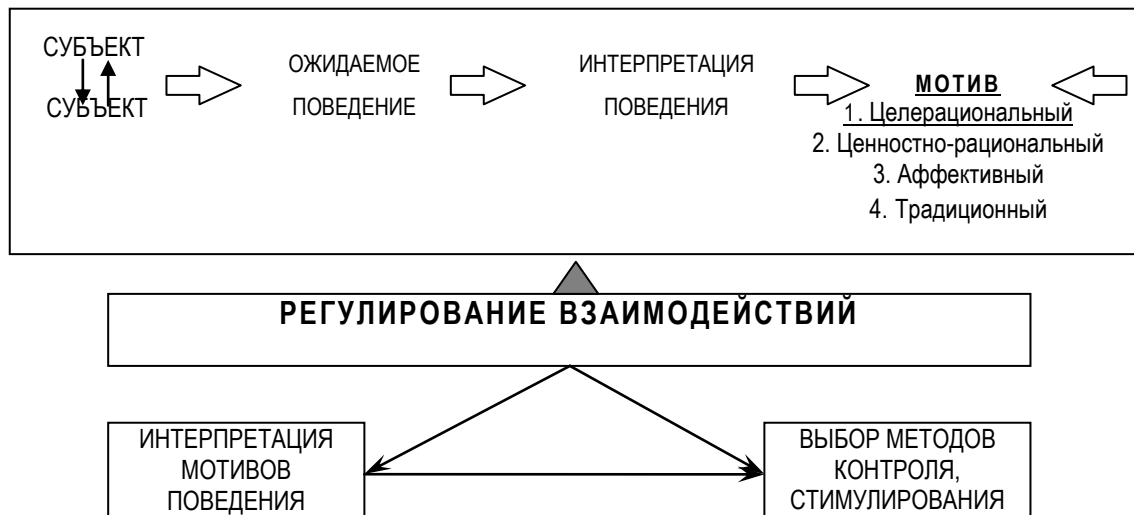 СУБЪЕКТ
СУБЪЕКТ
ОЖИДАЕМОЕ
ПОВЕДЕНИЕ
ИНТЕРПРЕТАЦИЯ
ПОВЕДЕНИЯ
МОТИВ
1. Целерациональный
2. Ценностно-рациональный
3. Аффективный
4. Традиционный
РЕГУЛИРОВАНИЕ ВЗАИМОДЕЙСТВИЙ
ИНТЕРПРЕТАЦИЯ
МОТИВОВ
ПОВЕДЕНИЯ
ВЫБОР МЕТОДОВ
КОНТРОЛЯ,
СТИМУЛИРОВАНИЯ